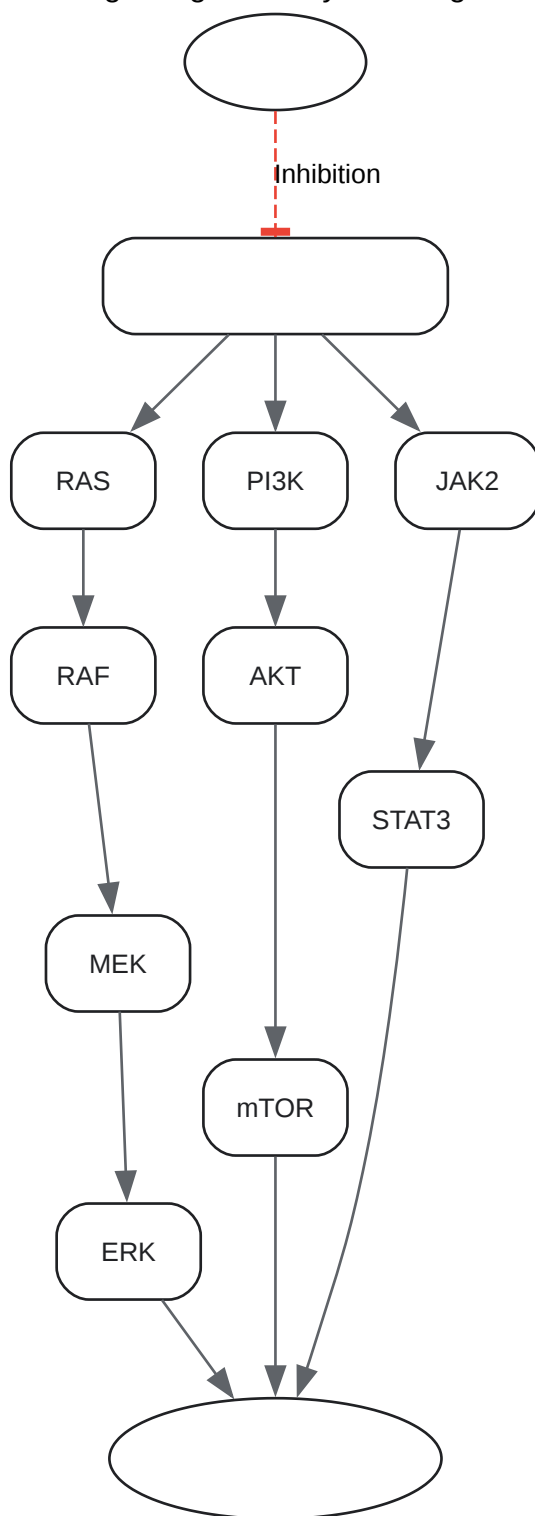 Inhibition
RAS
PI3K
JAK2
RAF
AKT
STAT3
MEK
mTOR
ERK